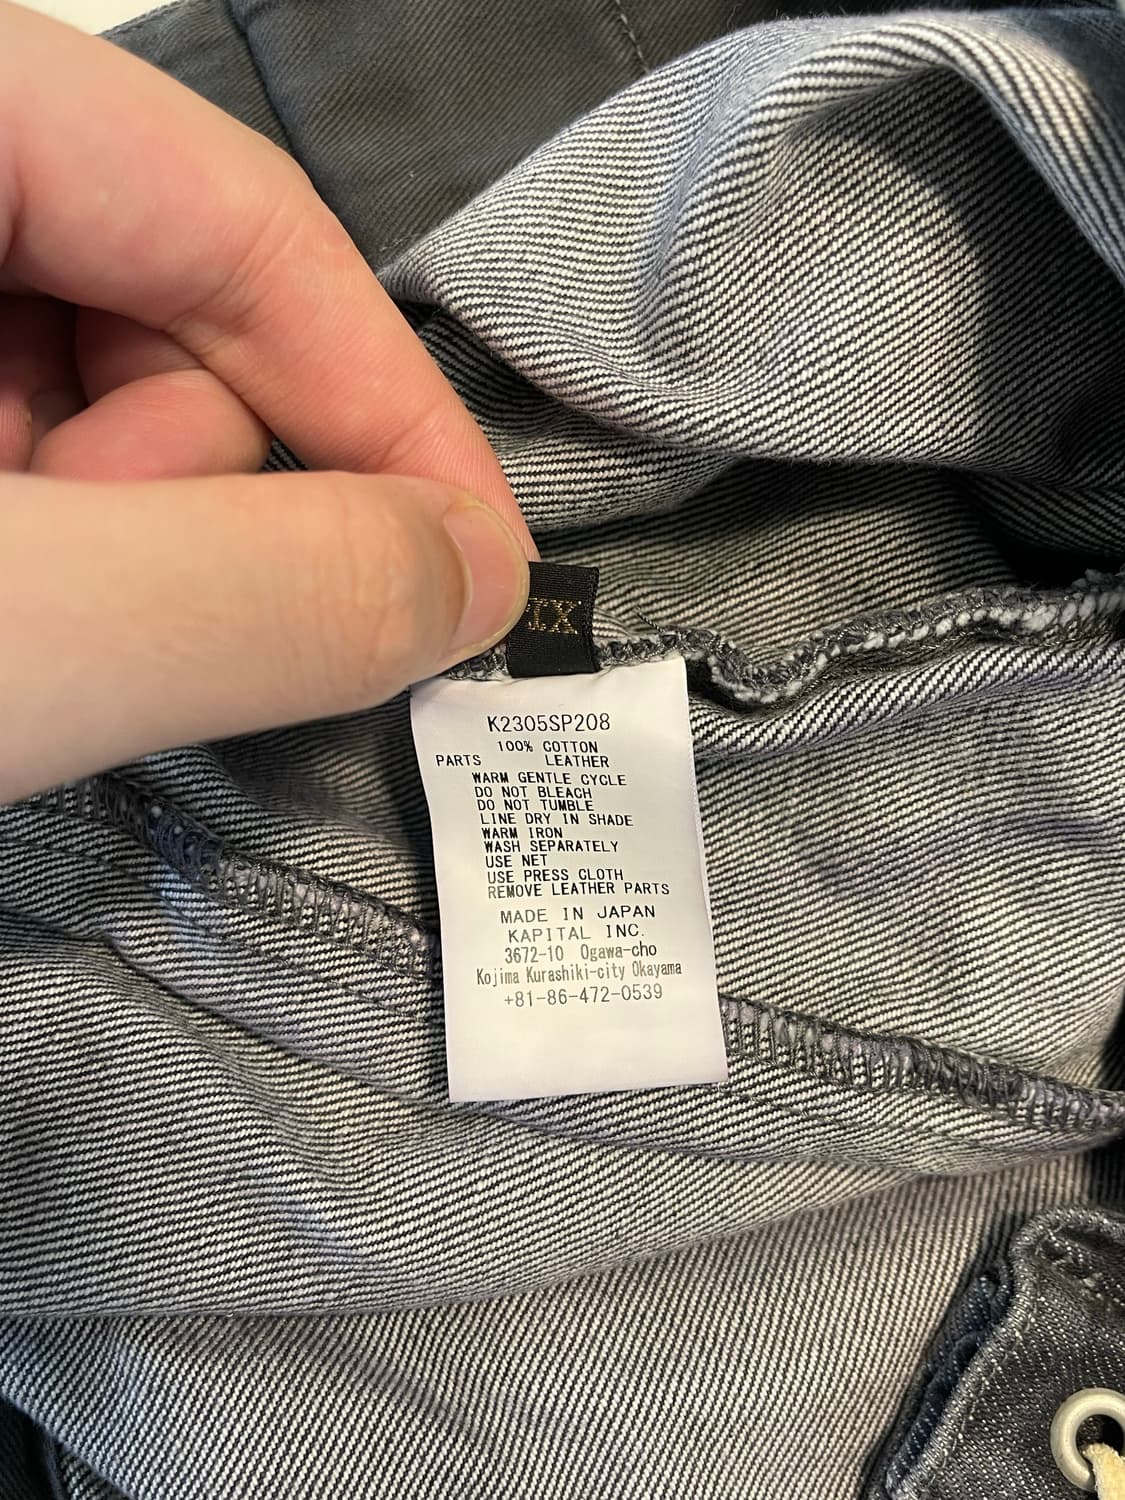 IX
K2305SP208
100% COTTON
PARTS LEATHER
WARM GENTLE CYCLE
DO NOT BLEACH
DO NOT TUMBLE
LINE DRY IN SHADE
WARM IRON
WASH SEPARATELY
USE NET
USE PRESS CLOTH
REMOVE LEATHER PARTS
MADE IN JAPAN
KAPITAL INC.
3672-10 Ogawa-cho
Kojima Kurashiki-city Okayama
+81-86-472-0539